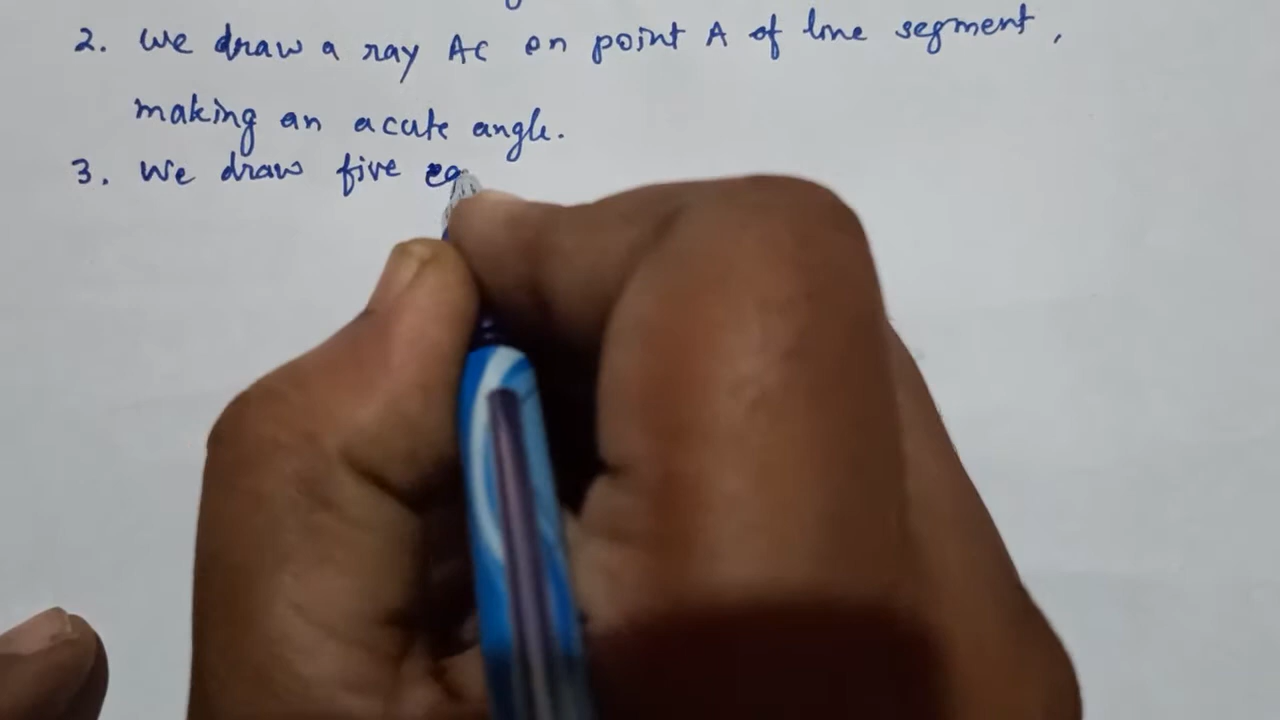 2. We draw a ray AC on point A of line segment,
making an acute angle.
3. We draw five